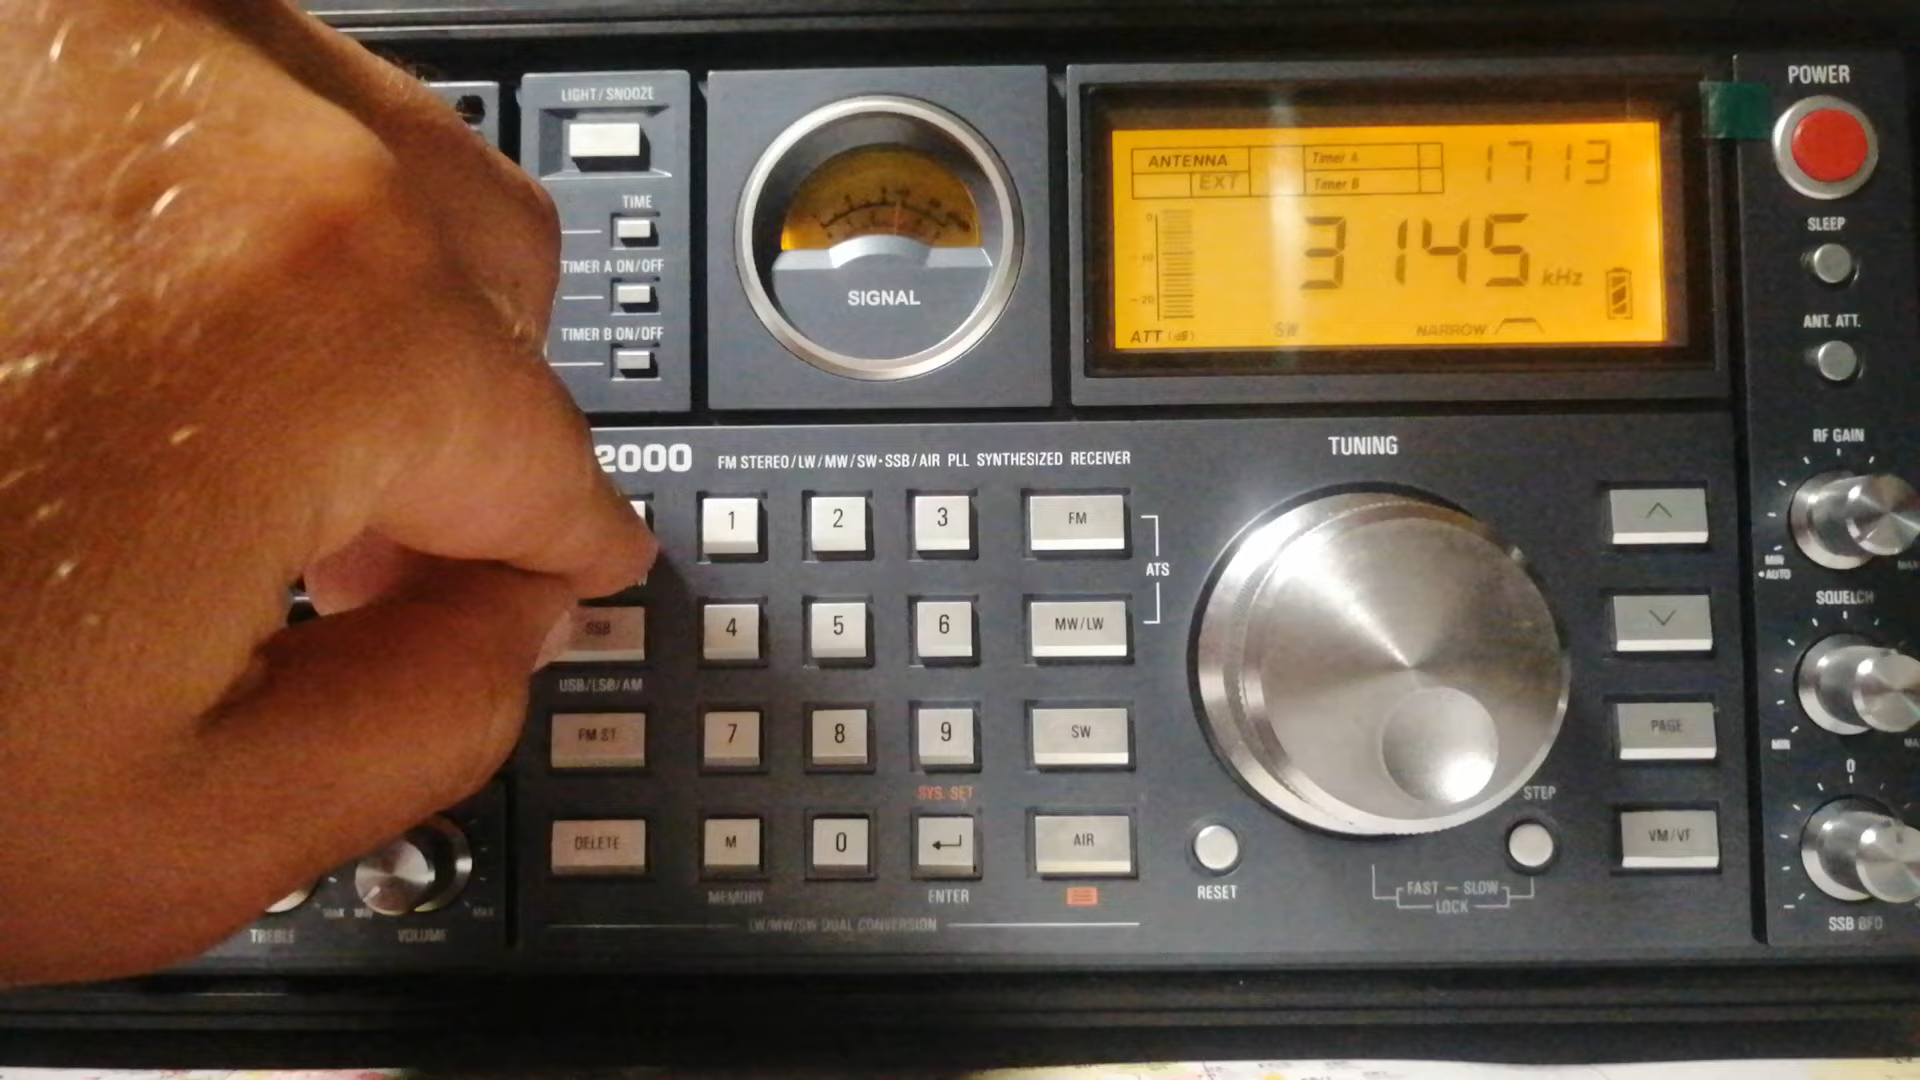 LIGHT/SNOOZE
TIME
TIMER A ON/OFF
TIMER B ON/OFF
SIGNAL
ANTENNA
EXT
Timer A
Timer B
1713
0
10
20
3145 kHz
ATT (dB)
SW
NARROW
POWER
SLEEP
ANT. ATT.
RF GAIN
MIN
•AUTO
SQUELCH
MIN
0
SSB BFO
2000
FM STEREO/LW/MW/SW·SSB/AIR PLL SYNTHESIZED RECEIVER
TUNING
1 2 3 FM
ATS
SSB 4 5 6 MW/LW
USB/LSB/AM
FM ST 7 8 9 SW
PAGE
SYS. SET
STEP
DELETE M 0 AIR
VM/VF
MEMORY ENTER
RESET
FAST — SLOW
LOCK
LW/MW/SW DUAL CONVERSION
MAX MIN MAX
TREBLE VOLUME